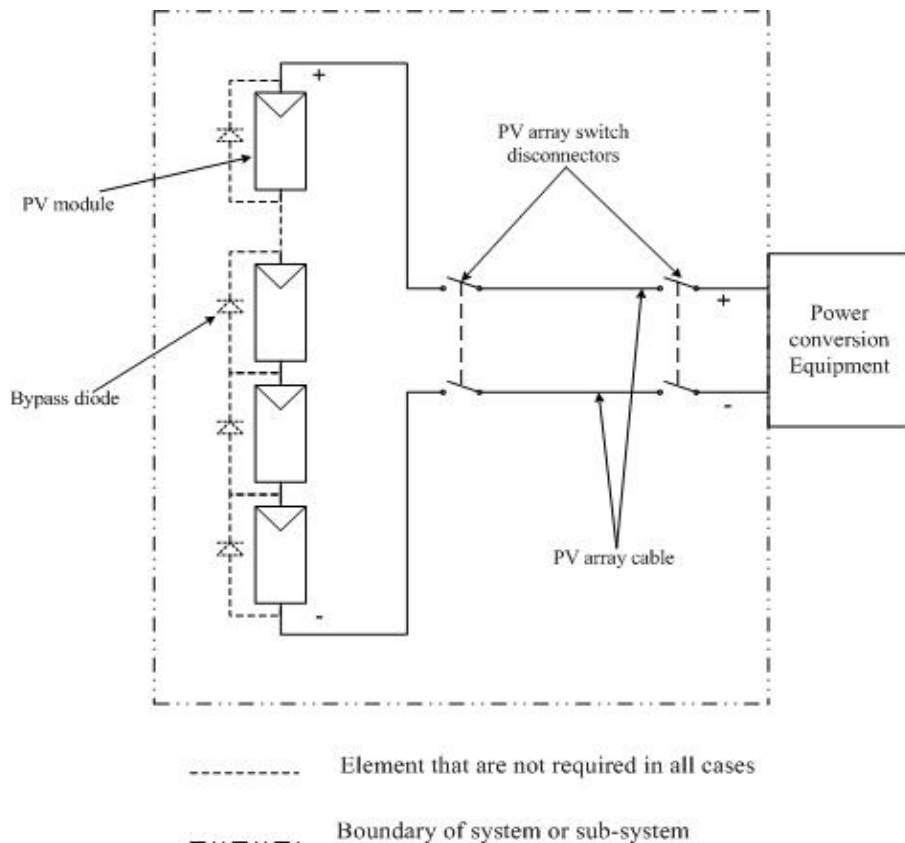 +
PV array switch
disconnectors
PV module
Power
conversion
Equipment
+
Bypass diode
-
PV array cable
-
Element that are not required in all cases
Boundary of system or sub-system